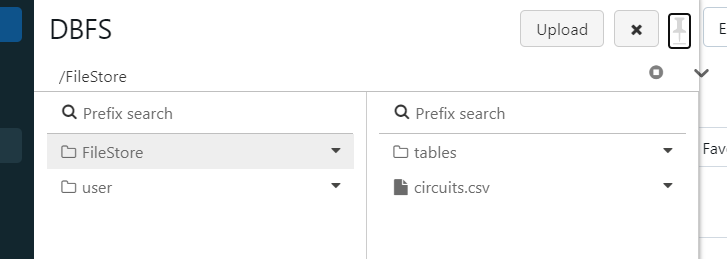 DBFS
Upload
E
/FileStore
Prefix search
Prefix search
FileStore
tables
Fav
user
circuits.csv